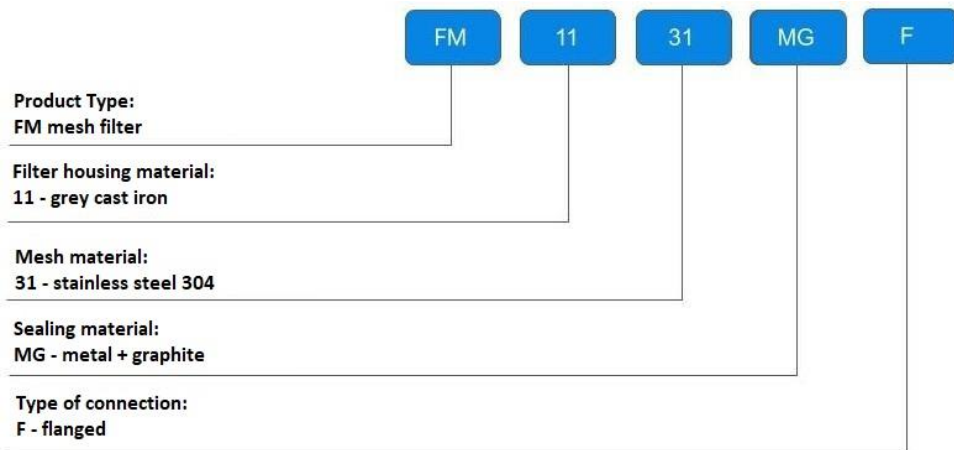 FM 11 31 MG F
Product Type:
FM mesh filter
Filter housing material:
11 - grey cast iron
Mesh material:
31 - stainless steel 304
Sealing material:
MG - metal + graphite
Type of connection:
F - flanged